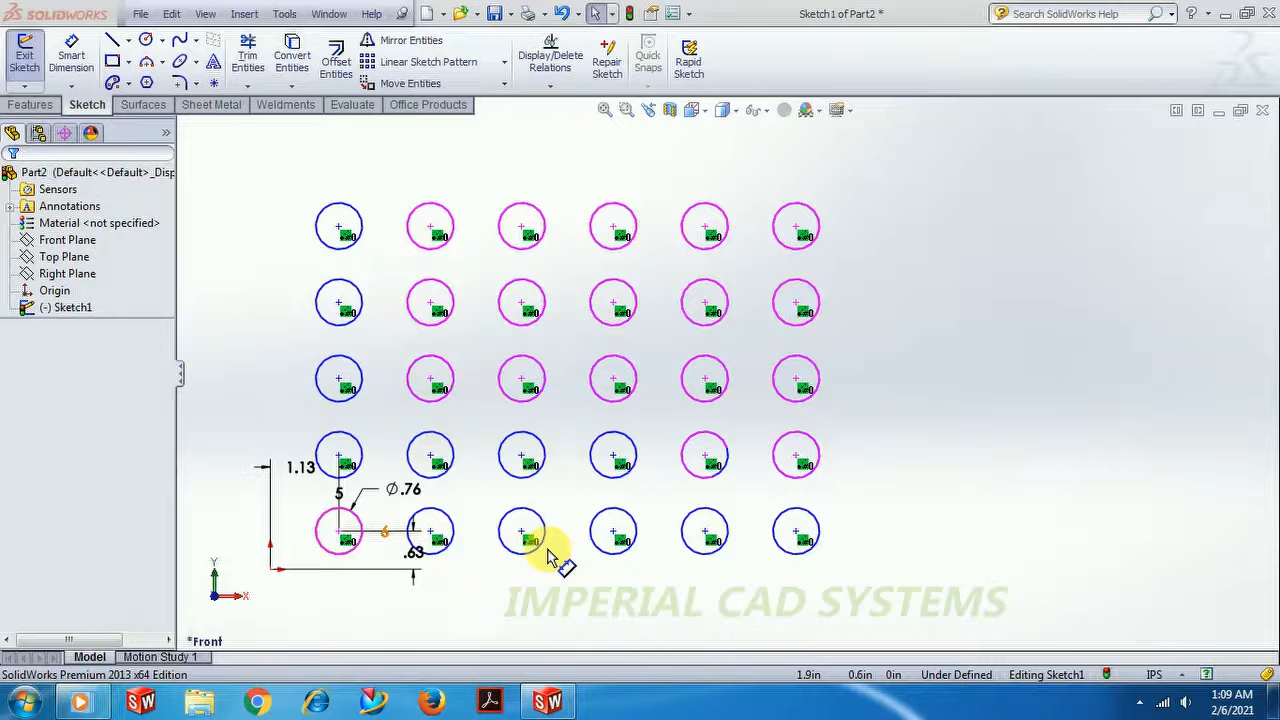 SOLIDWORKS File Edit View Insert Tools Window Help Sketch1 of Part2 * Search SolidWorks Help
Exit Sketch
Smart Dimension
Trim Entities
Convert Entities
Offset Entities
Mirror Entities
Linear Sketch Pattern
Move Entities
Display/Delete Relations
Repair Sketch
Quick Snaps
Rapid Sketch
Features Sketch Surfaces Sheet Metal Weldments Evaluate Office Products
Part2 (Default<<Default>_Disp
Sensors
Annotations
Material <not specified>
Front Plane
Top Plane
Right Plane
Origin
(-) Sketch1
1.13
5
Ø.76
6
.63
Y
X
IMPERIAL CAD SYSTEMS
*Front
Model Motion Study 1
SolidWorks Premium 2013 x64 Edition 1.9in 0.6in 0in Under Defined Editing Sketch1 IPS
1:09 AM
2/6/2021